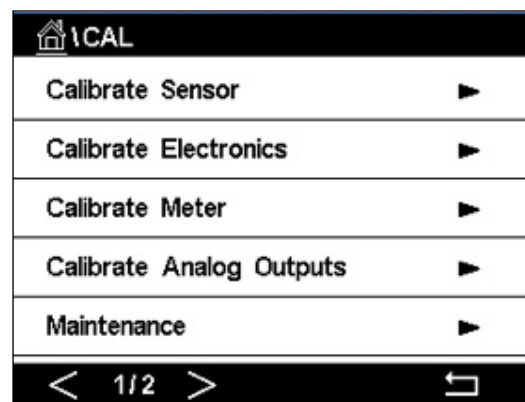 \CAL
Calibrate Sensor
Calibrate Electronics
Calibrate Meter
Calibrate Analog Outputs
Maintenance
< 1/2 >